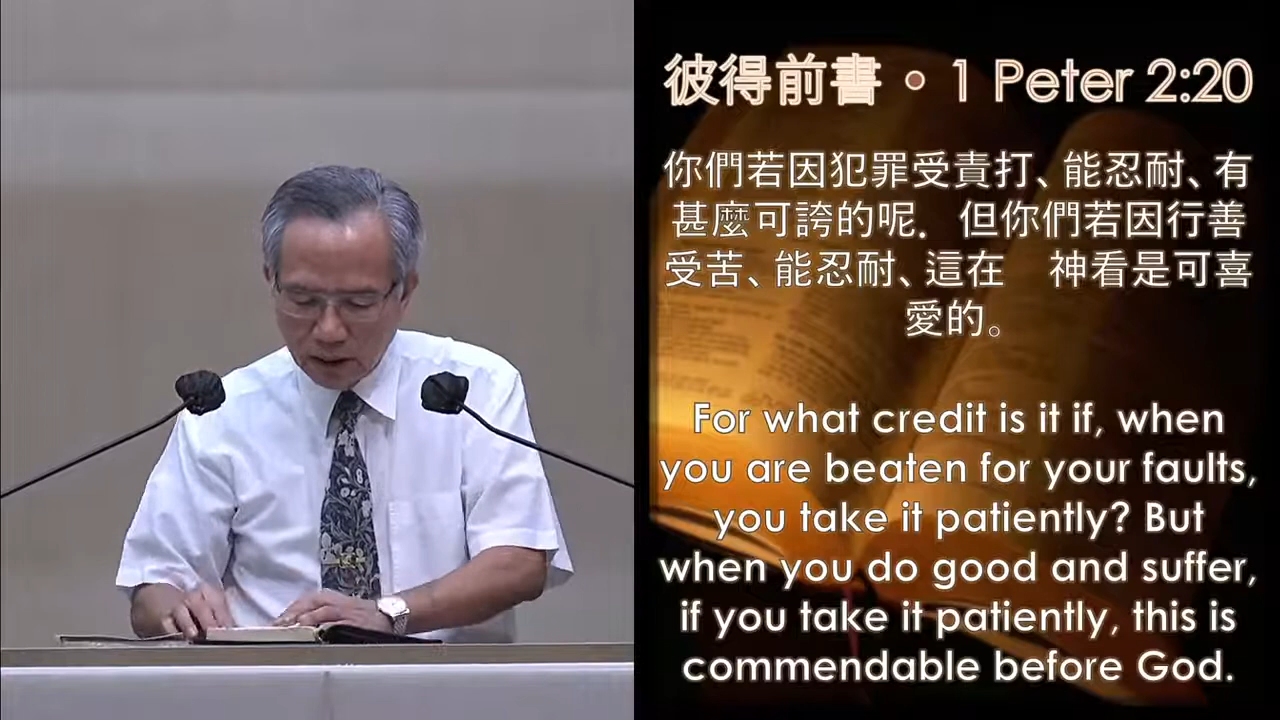 彼得前書 • 1 Peter 2:20
你們若因犯罪受責打、能忍耐、有
甚麼可誇的呢． 但你們若因行善
受苦、能忍耐、這在　神看是可喜
愛的。
For what credit is it if, when
you are beaten for your faults,
you take it patiently? But
when you do good and suffer,
if you take it patiently, this is
commendable before God.